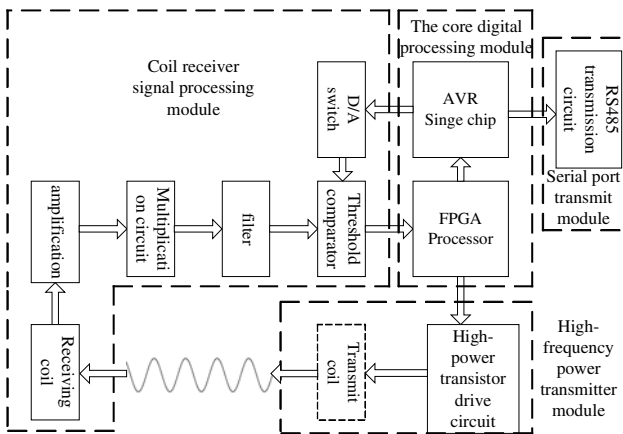 Coil receiver
signal processing
module
The core digital
processing module
D/A
switch
AVR
Singe chip
RS485
transmission
circuit
Serial port
transmit
module
amplification
Multiplicati
on circuit
filter
Threshold
comparator
FPGA
Processor
Receiving
coil
Transmit
coil
High-
power
transistor
drive
circuit
High-
frequency
power
transmitter
module